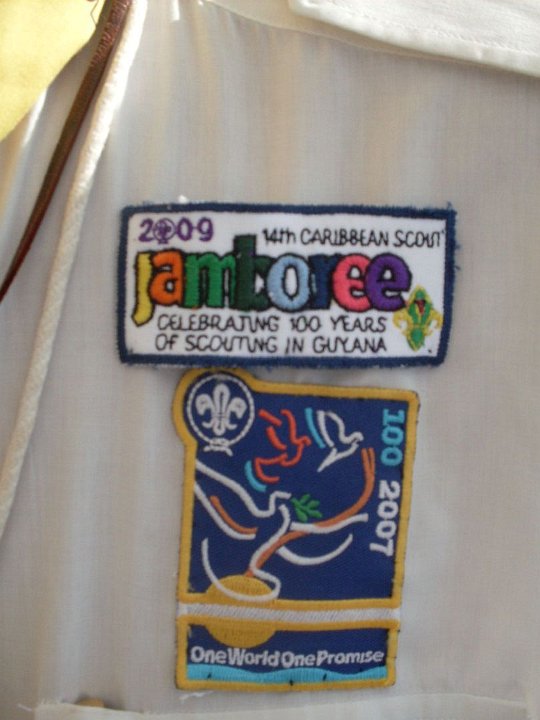 2009
14th CARIBBEAN SCOUT
jamboree
CELEBRATING 100 YEARS
OF SCOUTING IN GUYANA
100 2007
One World One Promise